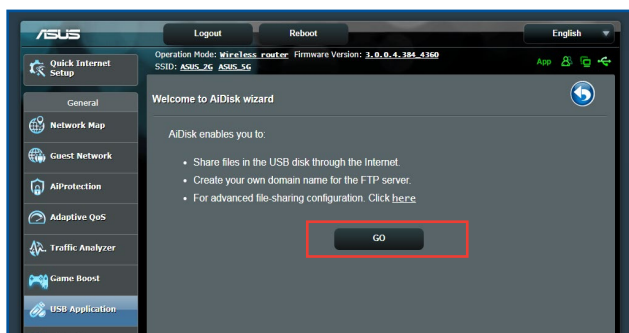 ASUS
Logout
Reboot
English
Quick Internet
Setup
Operation Mode: Wireless router Firmware Version: 3.0.0.4.384_4360
SSID: ASUS_2G ASUS_5G
App
General
Network Map
Guest Network
AiProtection
Adaptive QoS
Traffic Analyzer
Game Boost
USB Application
Welcome to AiDisk wizard
AiDisk enables you to:
• Share files in the USB disk through the Internet.
• Create your own domain name for the FTP server.
• For advanced file-sharing configuration. Click here
GO